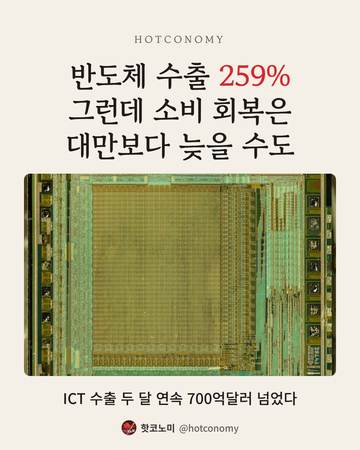 HOTCONOMY
반도체 수출 259%
그런데 소비 회복은
대만보다 늦을 수도
ICT 수출 두 달 연속 700억달러 넘었다
핫코노미 @hotconomy